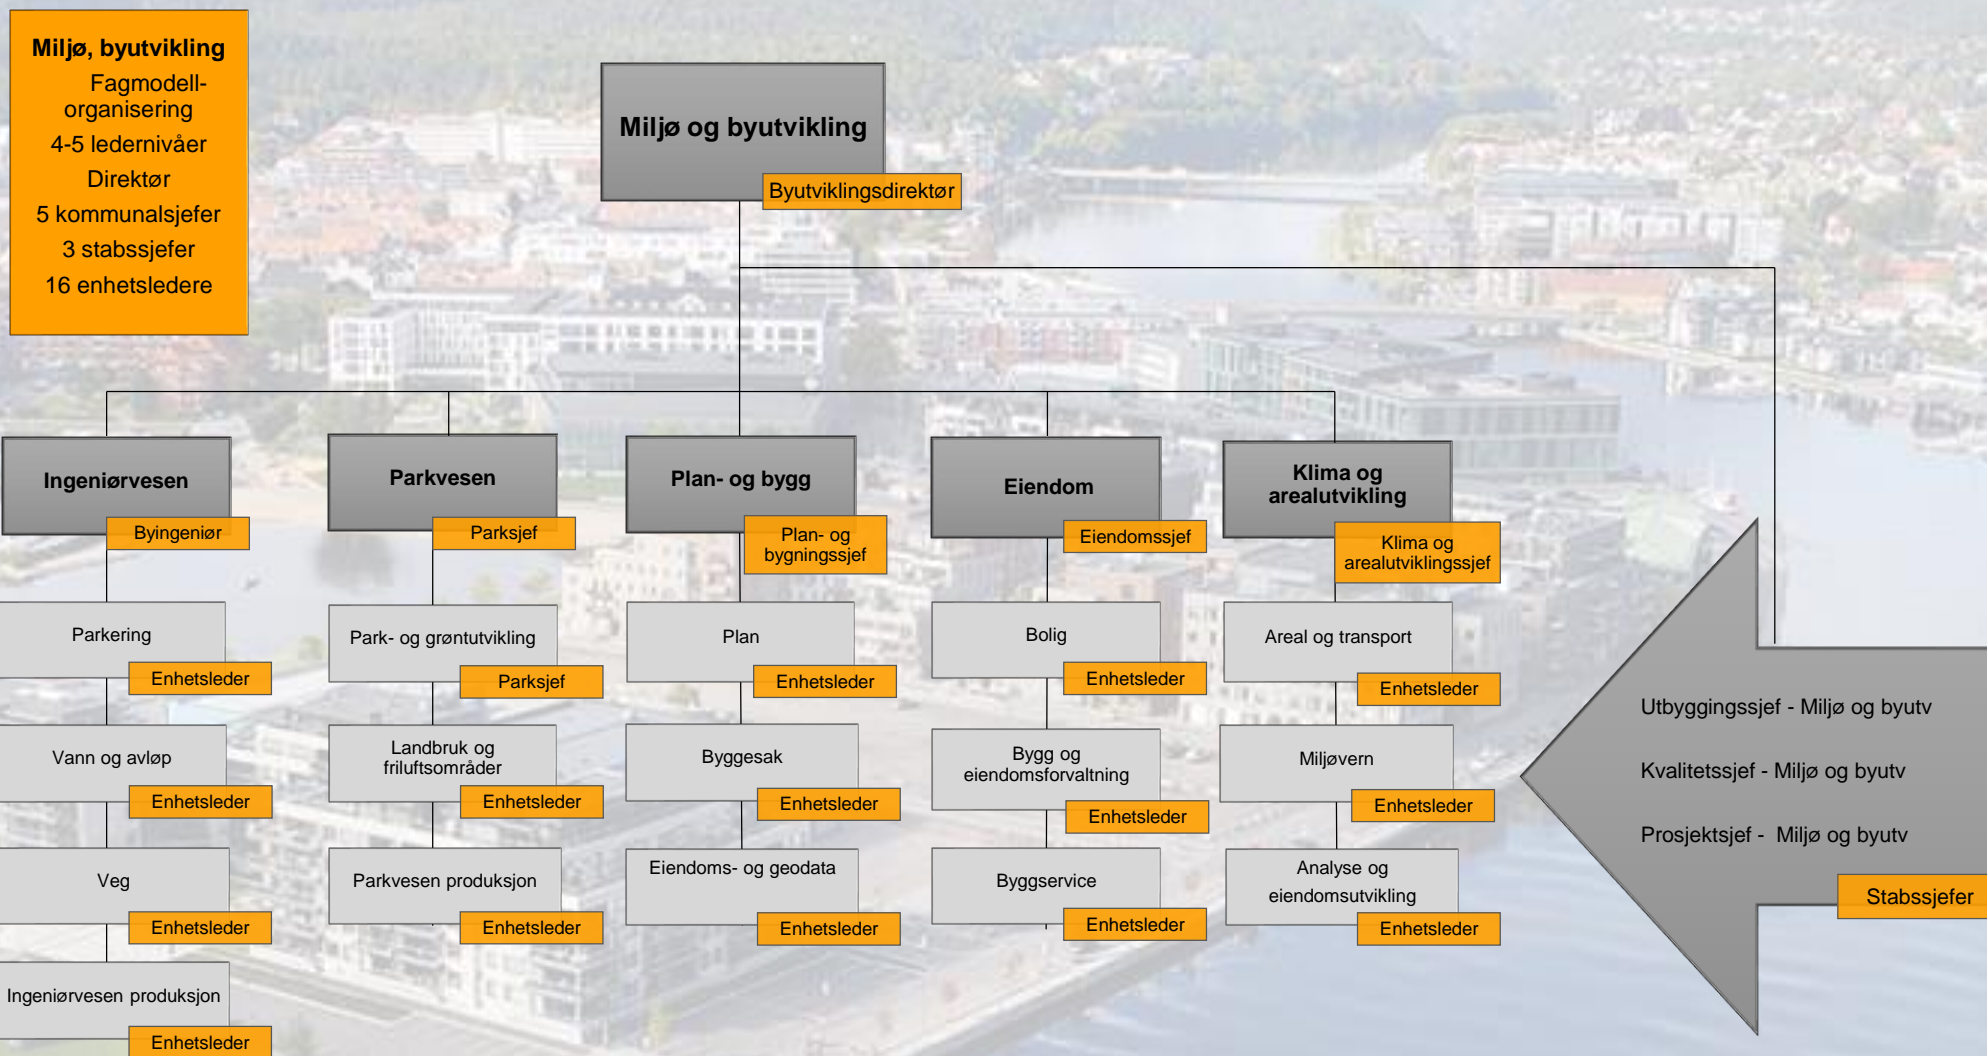 Miljø, byutvikling
Fagmodell-
organisering
4-5 ledernivåer
Direktør
5 kommunalsjefer
3 stabssjefer
16 enhetsledere
Miljø og byutvikling
Byutviklingsdirektør
Ingeniørvesen
Byingeniør
Parkering
Enhetsleder
Vann og avløp
Enhetsleder
Veg
Enhetsleder
Ingeniørvesen produksjon
Enhetsleder
Parkvesen
Parksjef
Park- og grøntutvikling
Parksjef
Landbruk og
friluftsområder
Enhetsleder
Parkvesen produksjon
Enhetsleder
Plan- og bygg
Plan- og
bygningssjef
Plan
Enhetsleder
Byggesak
Enhetsleder
Eiendoms- og geodata
Enhetsleder
Eiendom
Eiendomssjef
Bolig
Enhetsleder
Bygg og
eiendomsforvaltning
Enhetsleder
Byggservice
Enhetsleder
Klima og
arealutvikling
Klima og
arealutviklingssjef
Areal og transport
Enhetsleder
Miljøvern
Enhetsleder
Analyse og
eiendomsutvikling
Enhetsleder
Utbyggingssjef - Miljø og byutv
Kvalitetssjef - Miljø og byutv
Prosjektsjef - Miljø og byutv
Stabssjefer